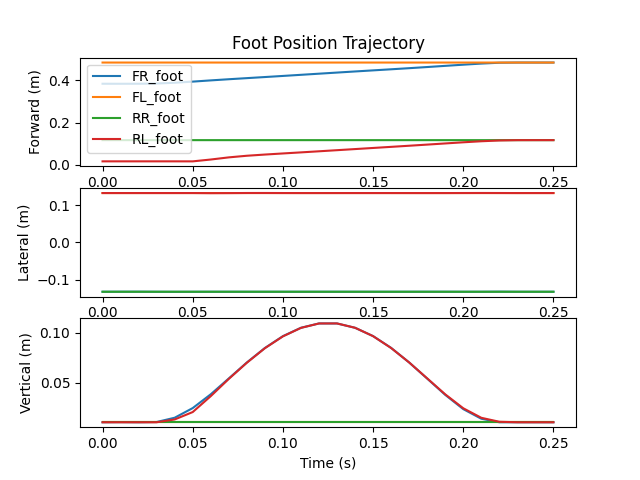 Foot Position Trajectory
Forward (m)
0.4
0.2
0.0
FR_foot
FL_foot
RR_foot
RL_foot
0.00 0.05 0.10 0.15 0.20 0.25
Lateral (m)
0.1
0.0
−0.1
0.00 0.05 0.10 0.15 0.20 0.25
Vertical (m)
0.10
0.05
0.00 0.05 0.10 0.15 0.20 0.25
Time (s)